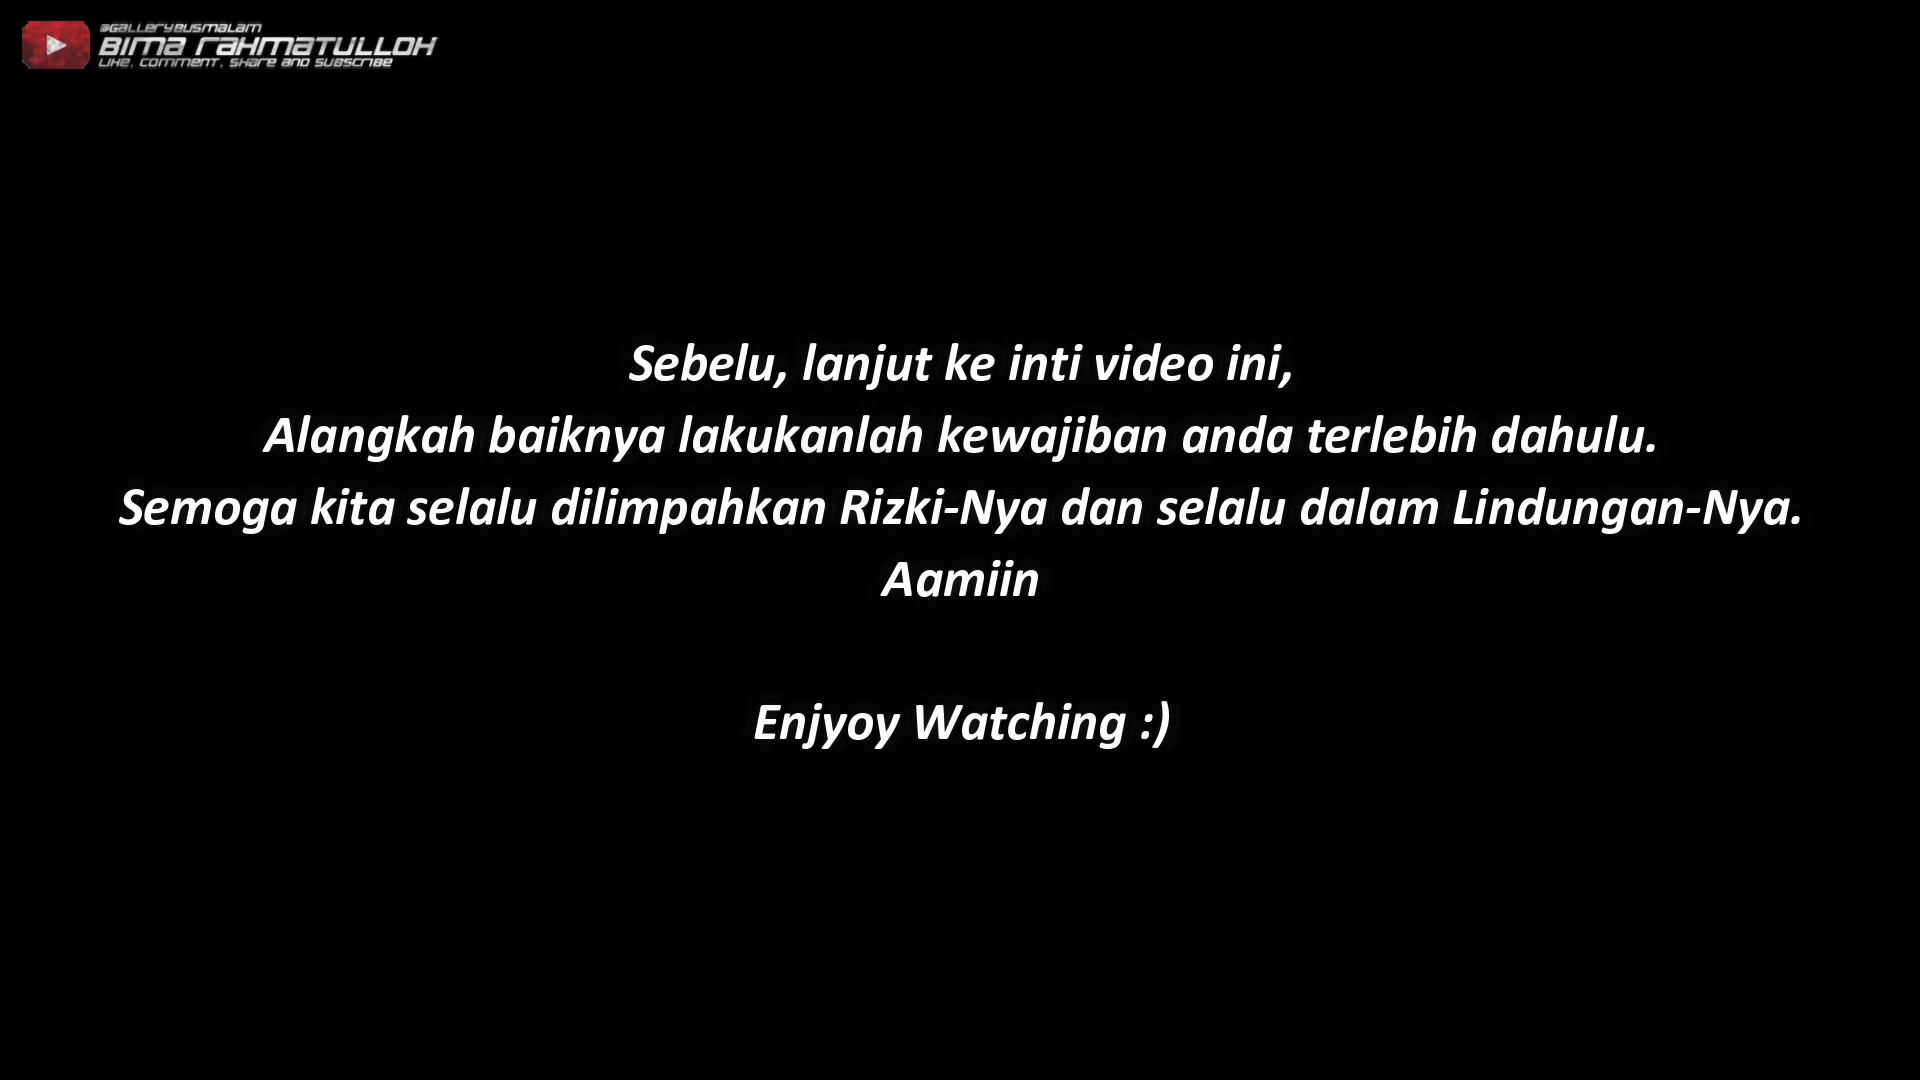 @GALLERYBUSMALAM
BIMA RAHMATULLOH
LIKE, COMMENT, SHARE AND SUBSCRIBE
Sebelu, lanjut ke inti video ini,
Alangkah baiknya lakukanlah kewajiban anda terlebih dahulu.
Semoga kita selalu dilimpahkan Rizki-Nya dan selalu dalam Lindungan-Nya.
Aamiin
Enjyoy Watching :)